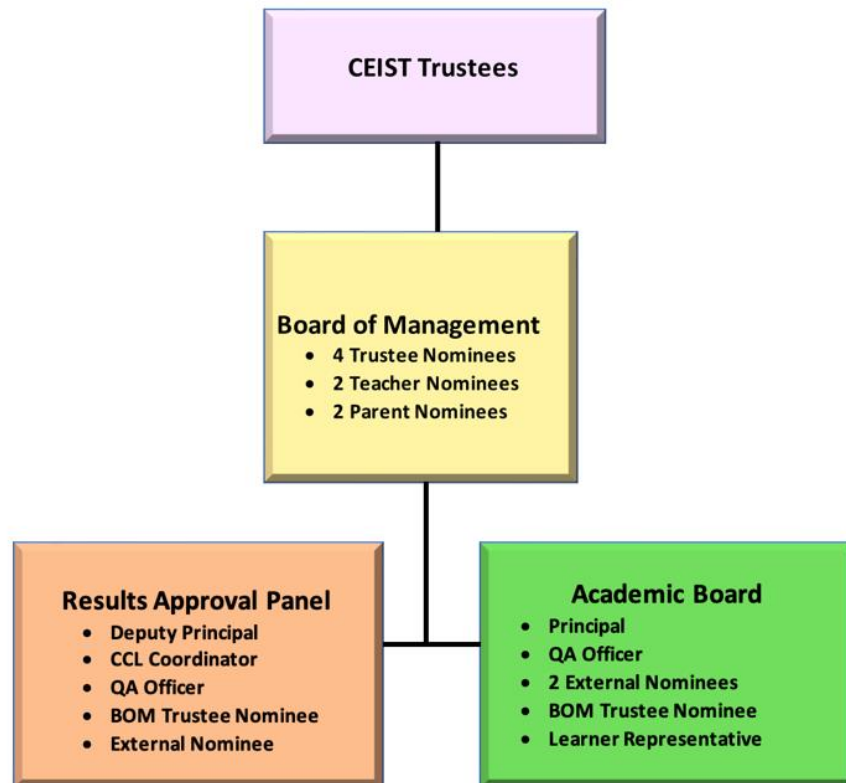 CEIST Trustees
Board of Management
• 4 Trustee Nominees
• 2 Teacher Nominees
• 2 Parent Nominees
Results Approval Panel
• Deputy Principal
• CCL Coordinator
• QA Officer
• BOM Trustee Nominee
• External Nominee
Academic Board
• Principal
• QA Officer
• 2 External Nominees
• BOM Trustee Nominee
• Learner Representative